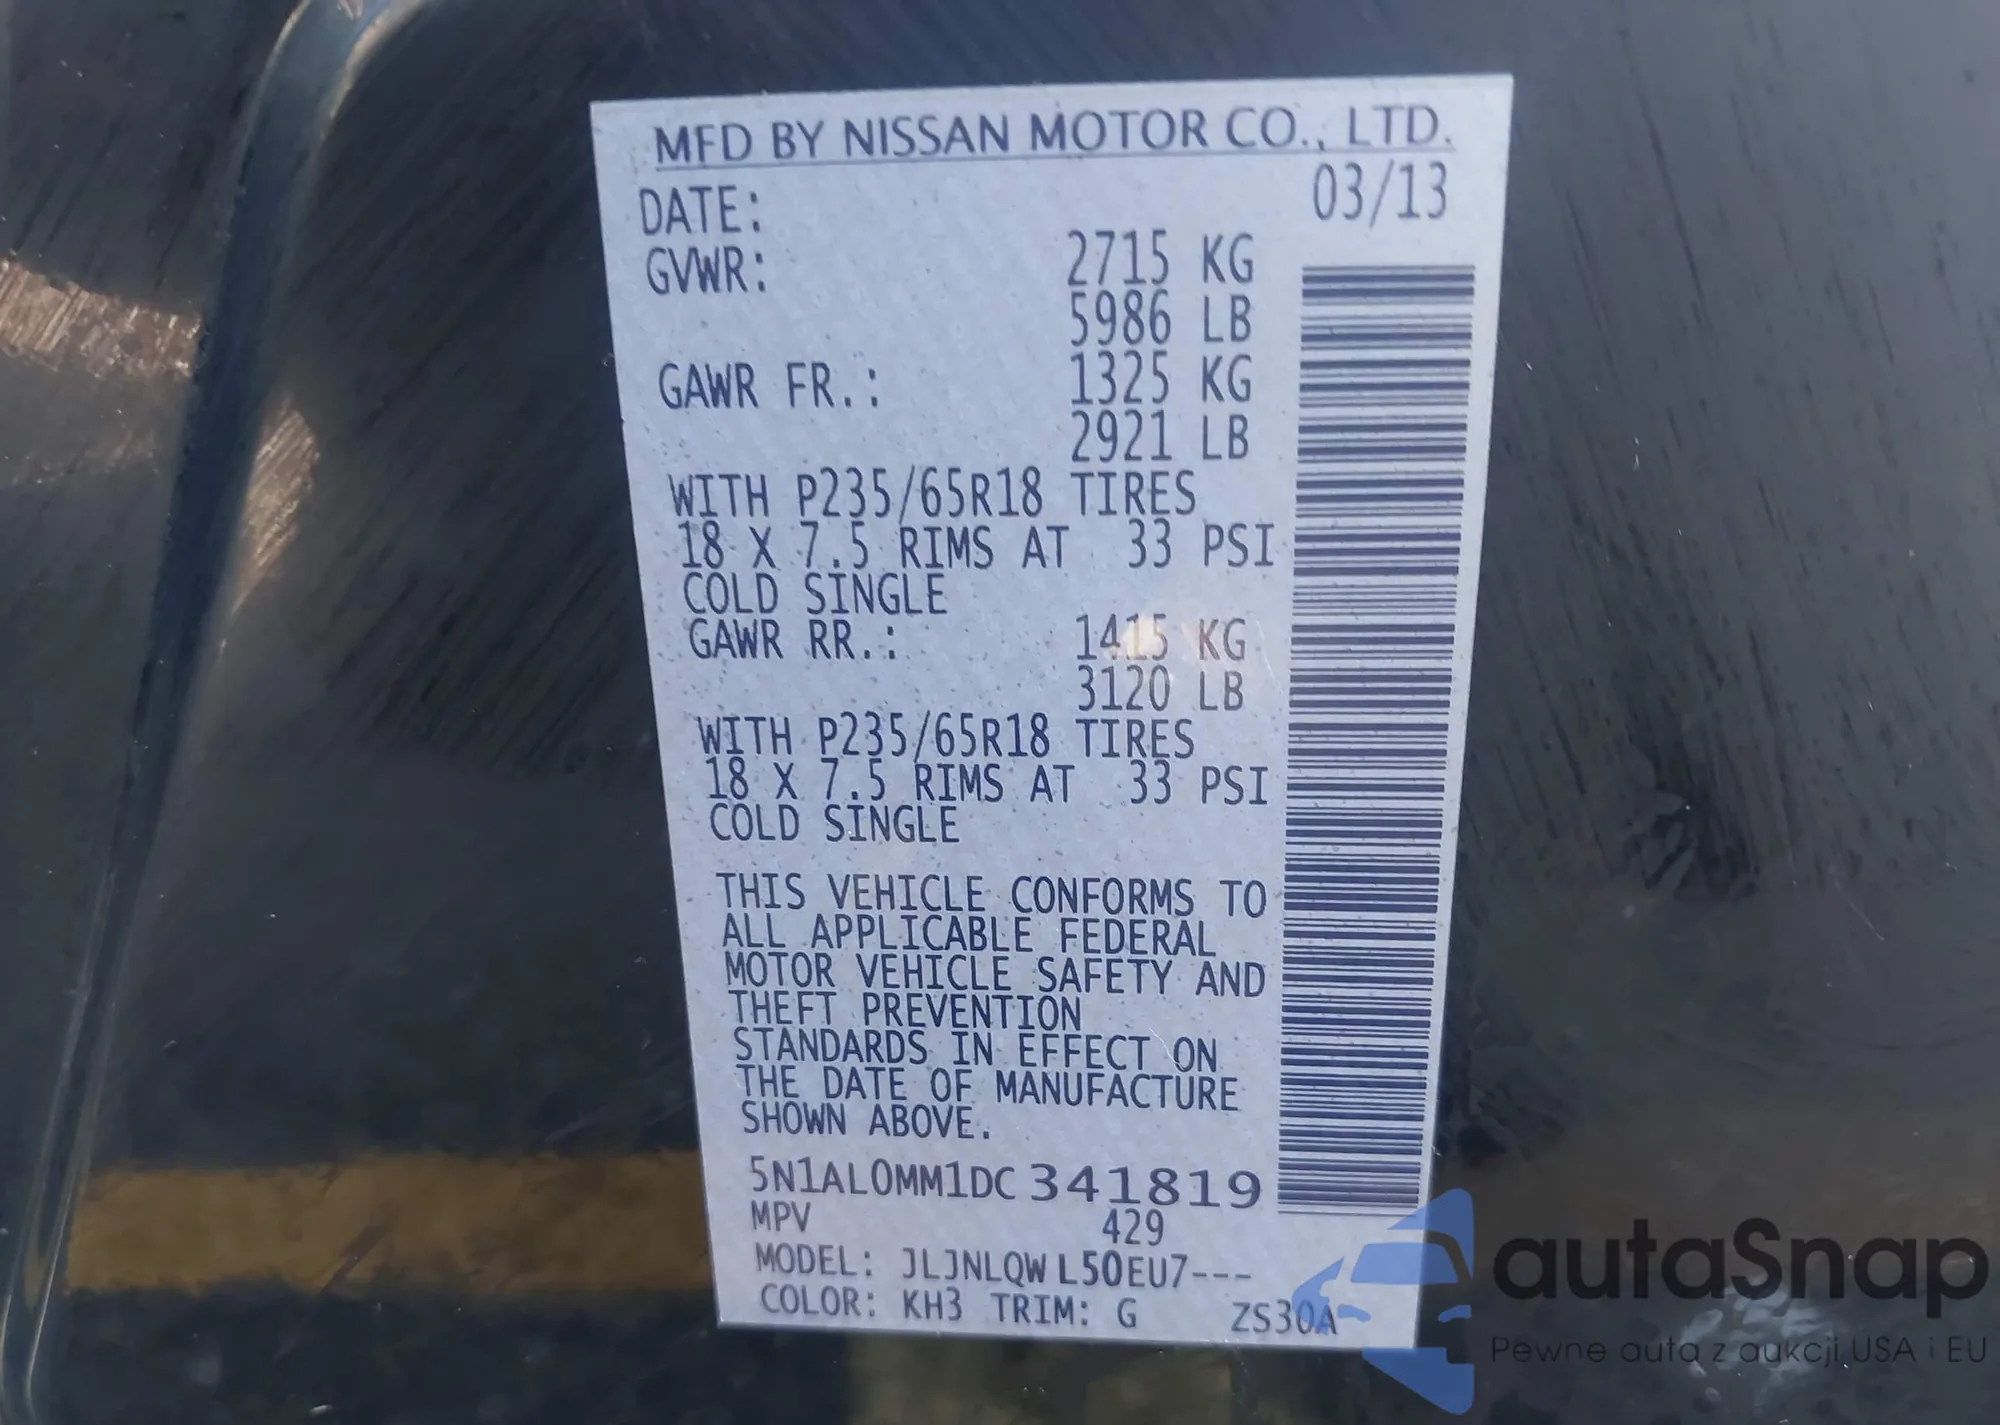 MFD BY NISSAN MOTOR CO., LTD.
DATE: 03/13
GVWR: 2715 KG
5986 LB
GAWR FR.: 1325 KG
2921 LB
WITH P235/65R18 TIRES
18 X 7.5 RIMS AT 33 PSI
COLD SINGLE
GAWR RR.: 1415 KG
3120 LB
WITH P235/65R18 TIRES
18 X 7.5 RIMS AT 33 PSI
COLD SINGLE
THIS VEHICLE CONFORMS TO
ALL APPLICABLE FEDERAL
MOTOR VEHICLE SAFETY AND
THEFT PREVENTION
STANDARDS IN EFFECT ON
THE DATE OF MANUFACTURE
SHOWN ABOVE.
5N1AL0MM1DC341819
MPV 429
MODEL: JLJNLQW L50EU7---
COLOR: KH3 TRIM: G ZS30A
autaSnap
Pewne auta z aukcji USA i EU